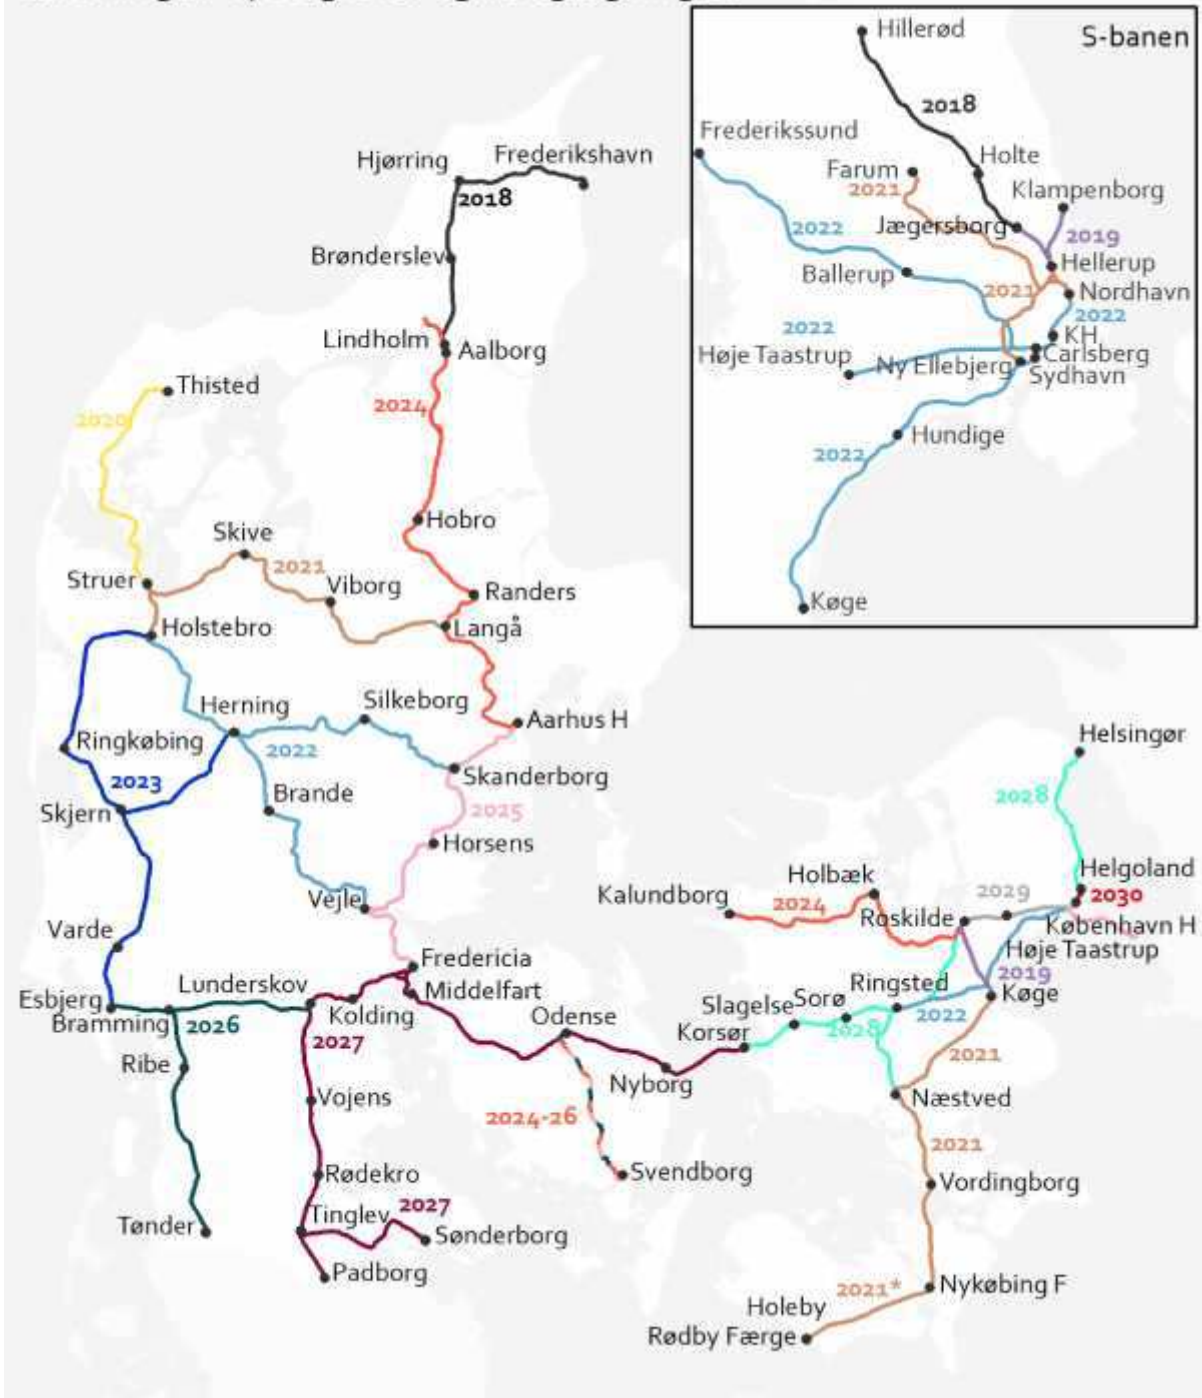 S-banen
Hillerød
2018
Frederikssund
Holte
Farum
2021
Klampenborg
Jægersborg
2022
2019
Hellerup
Ballerup
2021
Nordhavn
2022
2022
KH
Høje Taastrup
Ny Ellebjerg
Carlsberg
Sydhavn
Hundige
2022
Køge
Hjørring
Frederikshavn
2018
Brønderslev
Lindholm
Aalborg
Thisted
2020
2024
Hobro
Skive
2021
Struer
Viborg
Randers
Holstebro
Langå
Herning
Silkeborg
Aarhus H
Ringkøbing
2022
Skanderborg
2023
Brande
2025
Skjern
Horsens
Vejle
Varde
Fredericia
Lunderskov
Middelfart
Esbjerg
Bramming
2026
Kolding
Odense
2027
Ribe
Nyborg
Vojens
2024-26
Rødekro
Svendborg
Tønder
Tinglev
2027
Sønderborg
Padborg
Helsingør
2028
Helgoland
2030
Holbæk
Kalundborg
2024
2029
Roskilde
København H
Høje Taastrup
2019
Ringsted
Køge
Slagelse
Sorø
2022
Korsør
2028
2021
Næstved
2021
Vordingborg
2021*
Nykøbing F
Holeby
Rødby Færge